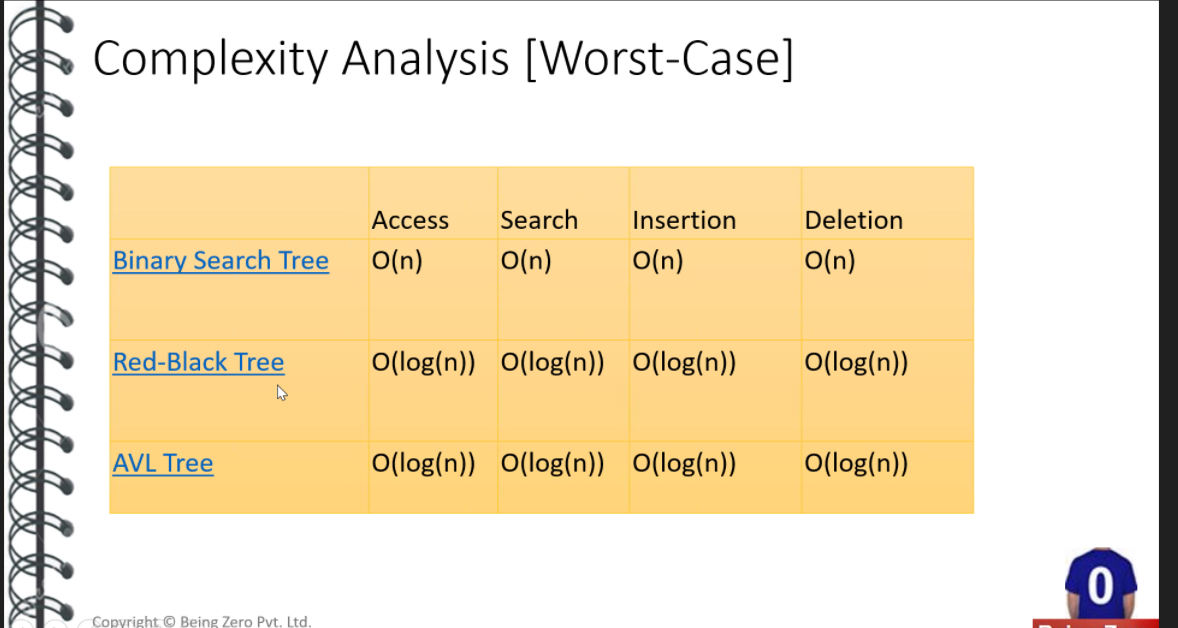 Complexity Analysis [Worst-Case]
Access Search Insertion Deletion
Binary Search Tree O(n) O(n) O(n) O(n)
Red-Black Tree O(log(n)) O(log(n)) O(log(n)) O(log(n))
AVL Tree O(log(n)) O(log(n)) O(log(n)) O(log(n))
0
Copyright © Being Zero Pvt. Ltd.